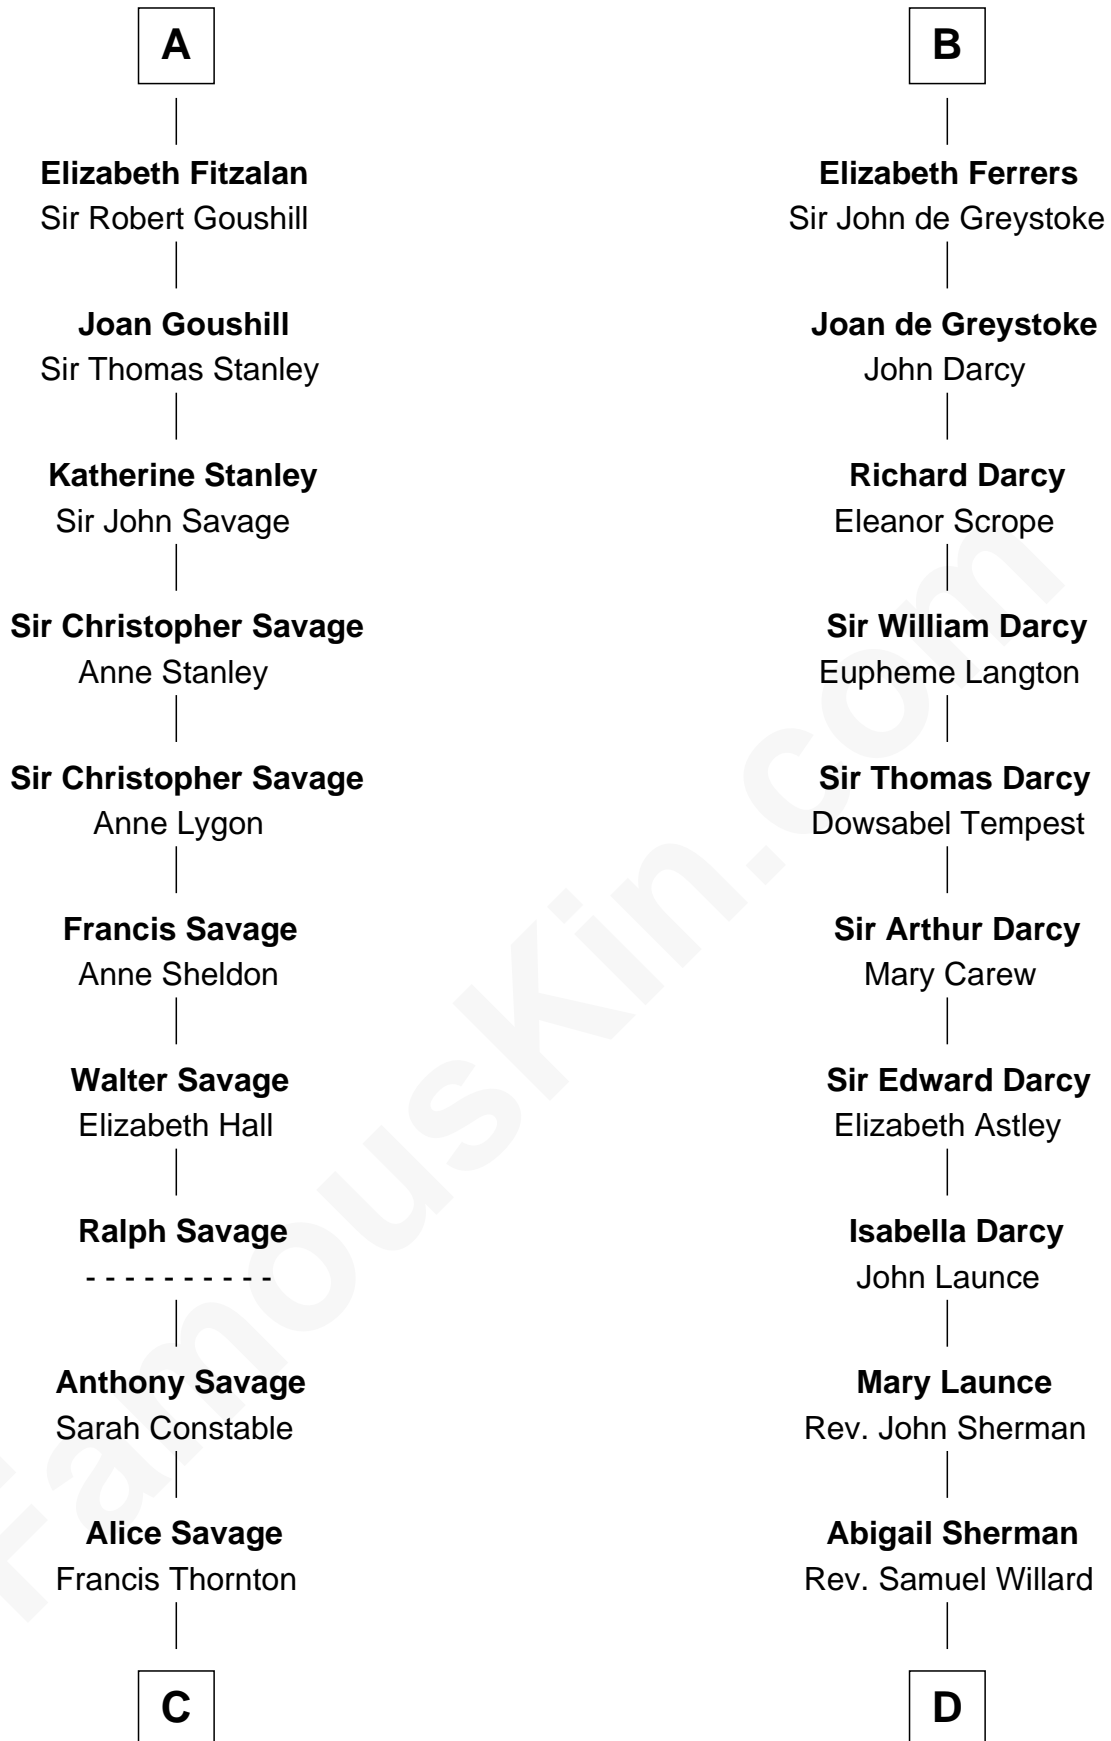 A
Elizabeth Fitzalan
Sir Robert Goushill
Joan Goushill
Sir Thomas Stanley
Katherine Stanley
Sir John Savage
Sir Christopher Savage
Anne Stanley
Sir Christopher Savage
Anne Lygon
Francis Savage
Anne Sheldon
Walter Savage
Elizabeth Hall
Ralph Savage
- - - - - - - - - -
Anthony Savage
Sarah Constable
Alice Savage
Francis Thornton
C
B
Elizabeth Ferrers
Sir John de Greystoke
Joan de Greystoke
John Darcy
Richard Darcy
Eleanor Scrope
Sir William Darcy
Eupheme Langton
Sir Thomas Darcy
Dowsabel Tempest
Sir Arthur Darcy
Mary Carew
Sir Edward Darcy
Elizabeth Astley
Isabella Darcy
John Launce
Mary Launce
Rev. John Sherman
Abigail Sherman
Rev. Samuel Willard
D
FamousKin.com